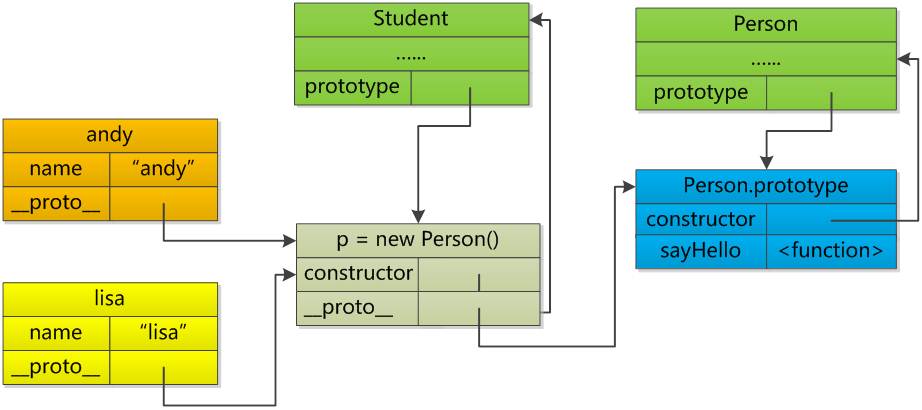 Student
......
prototype
Person
......
prototype
andy
name “andy”
__proto__
Person.prototype
constructor
sayHello <function>
p = new Person()
constructor
__proto__
lisa
name “lisa”
__proto__